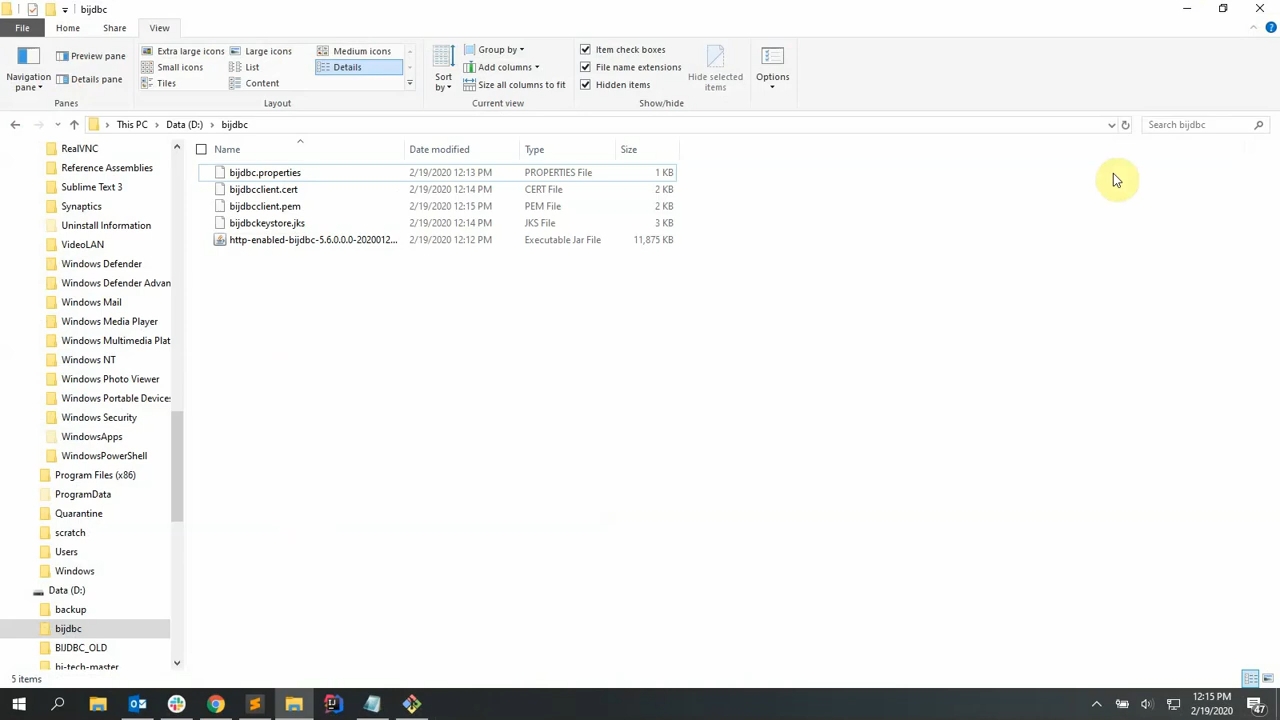 bijdbc
File Home Share View
Navigation pane
Preview pane
Details pane
Panes
Extra large icons Large icons Medium icons
Small icons List Details
Tiles Content
Layout
Sort by
Group by
Add columns
Size all columns to fit
Current view
Item check boxes
File name extensions
Hidden items
Hide selected items
Show/hide
Options
This PC Data (D:) bijdbc
Search bijdbc
Name Date modified Type Size
bijdbc.properties 2/19/2020 12:13 PM PROPERTIES File 1 KB
bijdbcclient.cert 2/19/2020 12:14 PM CERT File 2 KB
bijdbcclient.pem 2/19/2020 12:15 PM PEM File 2 KB
bijdbckeystore.jks 2/19/2020 12:14 PM JKS File 3 KB
http-enabled-bijdbc-5.6.0.0.0-2020012... 2/19/2020 12:12 PM Executable Jar File 11,875 KB
RealVNC
Reference Assemblies
Sublime Text 3
Synaptics
Uninstall Information
VideoLAN
Windows Defender
Windows Defender Advan
Windows Mail
Windows Media Player
Windows Multimedia Plat
Windows NT
Windows Photo Viewer
Windows Portable Devices
Windows Security
WindowsApps
WindowsPowerShell
Program Files (x86)
ProgramData
Quarantine
scratch
Users
Windows
Data (D:)
backup
bijdbc
BIJDBC_OLD
bi-tech-master
5 items
12:15 PM
2/19/2020
47